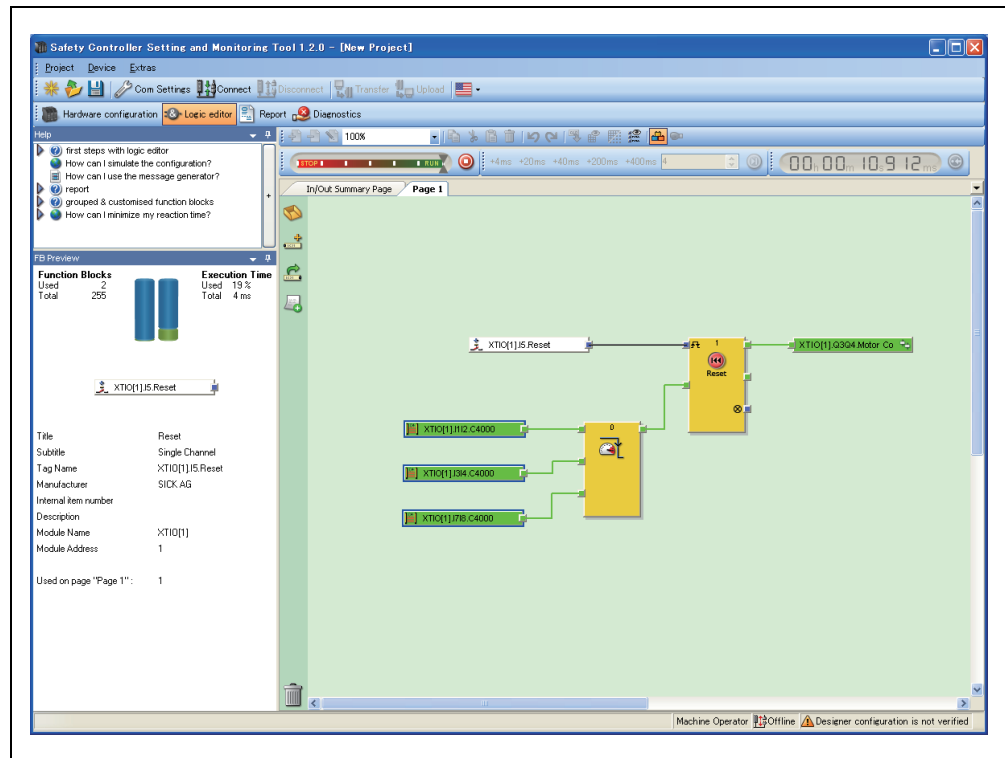 Safety Controller Setting and Monitoring Tool 1.2.0 - [New Project]
Project Device Extras
Com Settings Connect Disconnect Transfer Upload
Hardware configuration Logic editor Report Diagnostics
Help
100%
first steps with logic editor
How can I simulate the configuration?
How can I use the message generator?
report
grouped & customised function blocks
How can I minimize my reaction time?
STOP RUN +4ms +20ms +40ms +200ms +400ms 4 00h 00m 10s 912ms
In/Out Summary Page Page 1
FB Preview
Function Blocks Execution Time
Used 2 Used 19 %
Total 255 Total 4 ms
XTIO[1].I5.Reset
Title Reset
Subtitle Single Channel
Tag Name XTIO[1].I5.Reset
Manufacturer SICK AG
Internal item number
Description
Module Name XTIO[1]
Module Address 1
Used on page "Page 1" : 1
XTIO[1].I5.Reset
1
Reset
XTIO[1].Q3Q4.Motor Co
XTIO[1].I1I2.C4000
0
XTIO[1].I3I4.C4000
XTIO[1].I7I8.C4000
Machine Operator Offline Designer configuration is not verified